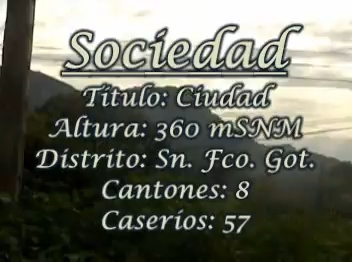 Sociedad
Título: Ciudad
Altura: 360 mSNM
Distrito: Sn. Fco. Got.
Cantones: 8
Caseríos: 57